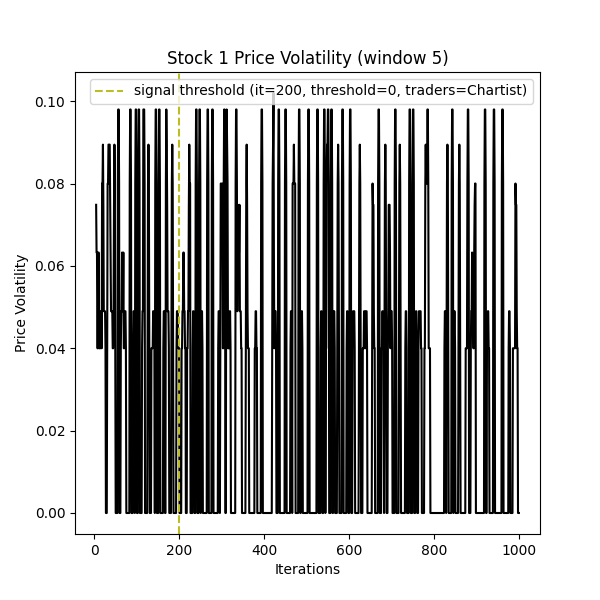 Stock 1 Price Volatility (window 5)
signal threshold (it=200, threshold=0, traders=Chartist)
0.10
0.08
0.06
0.04
0.02
0.00
Price Volatility
0 200 400 600 800 1000
Iterations